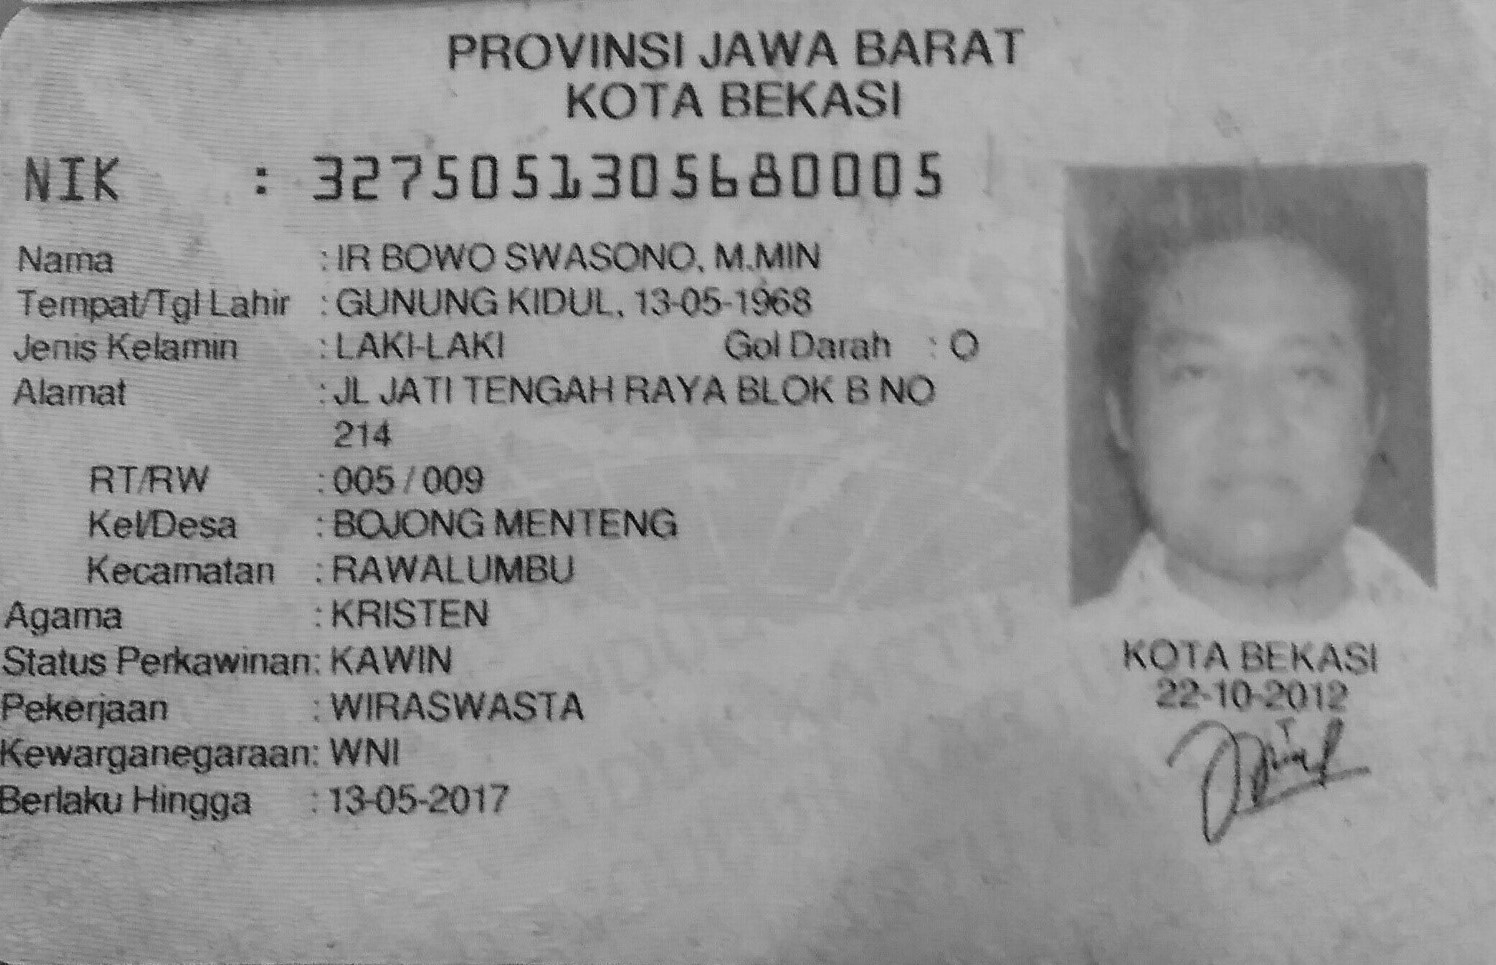 PROVINSI JAWA BARAT
KOTA BEKASI
NIK : 3275051305680005
Nama : IR BOWO SWASONO, M.MIN
Tempat/Tgl Lahir : GUNUNG KIDUL, 13-05-1968
Jenis Kelamin : LAKI-LAKI Gol Darah : O
Alamat : JL JATI TENGAH RAYA BLOK B NO
214
RT/RW : 005 / 009
Kel/Desa : BOJONG MENTENG
Kecamatan : RAWALUMBU
Agama : KRISTEN
Status Perkawinan: KAWIN
Pekerjaan : WIRASWASTA
Kewarganegaraan: WNI
Berlaku Hingga : 13-05-2017
KOTA BEKASI
22-10-2012